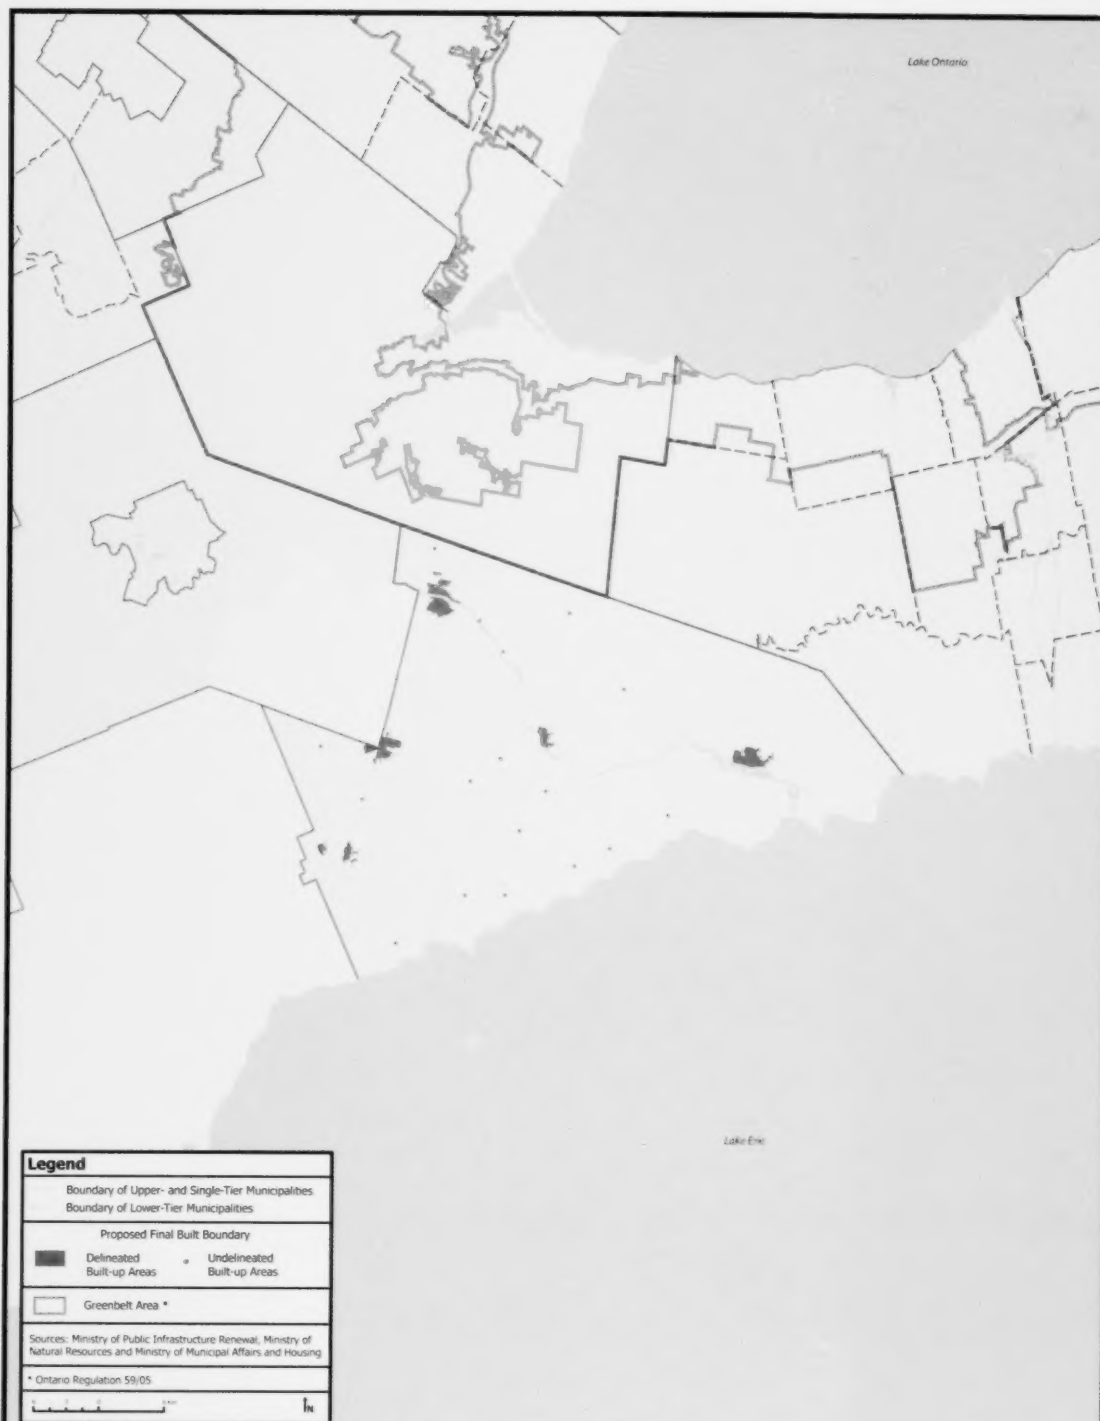 Lake Ontario
Lake Erie
Legend
Boundary of Upper- and Single-Tier Municipalities
Boundary of Lower-Tier Municipalities
Proposed Final Built Boundary
Delineated
Built-up Areas
Undelineated
Built-up Areas
Greenbelt Area *
Sources: Ministry of Public Infrastructure Renewal, Ministry of
Natural Resources and Ministry of Municipal Affairs and Housing
* Ontario Regulation 59/05
N